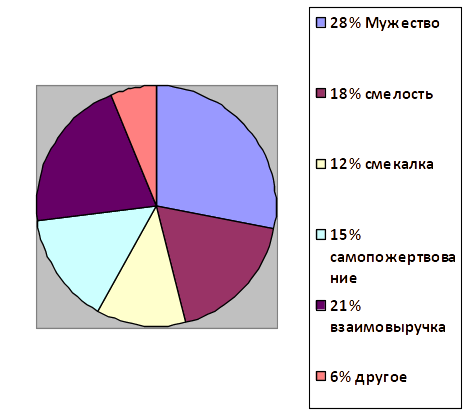 28% Мужество
18% смелость
12% смекалка
15%
самопожертвова
ние
21%
взаимовыручка
6% другое